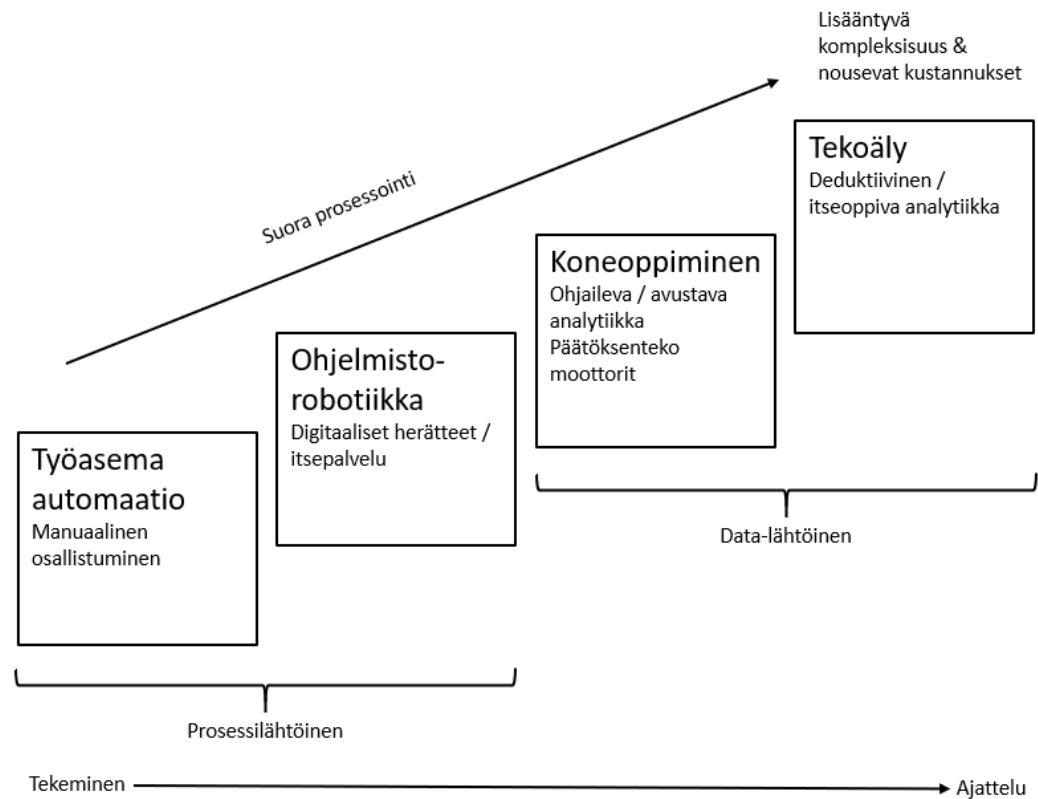 Lisääntyvä
kompleksisuus &
nousevat kustannukset
Suora prosessointi
Tekoäly
Deduktiivinen /
itseoppiva analytiikka
Koneoppiminen
Ohjaileva / avustava
analytiikka
Päätöksenteko
moottorit
Ohjelmisto-
robotiikka
Digitaaliset herätteet /
itsepalvelu
Työasema
automaatio
Manuaalinen
osallistuminen
Data-lähtöinen
Prosessilähtöinen
Tekeminen
Ajattelu